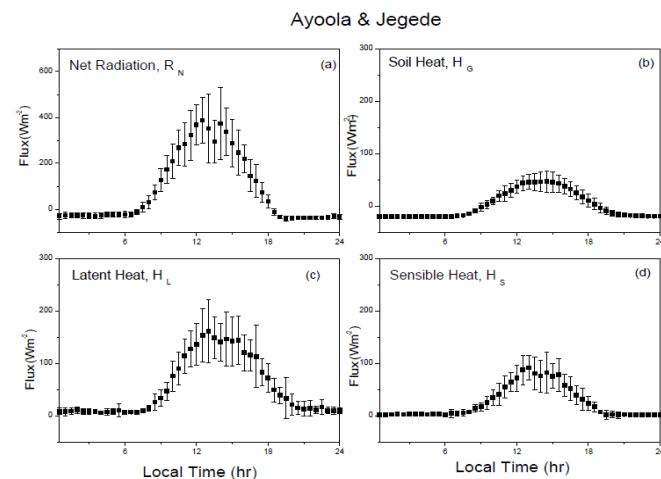 Ayoola & Jegede
Net Radiation, R N (a)
Flux(Wm-2)
600
400
200
0
6 12 18 24
Soil Heat, H G (b)
Flux(Wm-2)
300
200
100
0
6 12 18 24
Latent Heat, H L (c)
Flux(Wm-2)
300
200
100
0
6 12 18 24
Local Time (hr)
Sensible Heat, H S (d)
Flux(Wm-2)
300
200
100
0
6 12 18 24
Local Time (hr)